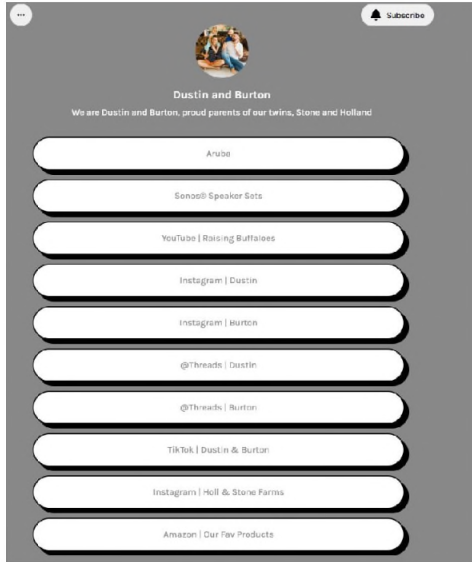 Subscribe
Dustin and Burton
We are Dustin and Burton, proud parents of our twins, Stone and Holland
Aruba
Sonos® Speaker Sets
YouTube | Raising Buffaloes
Instagram | Dustin
Instagram | Burton
@Threads | Dustin
@Threads | Burton
TikTok | Dustin & Burton
Instagram | Holl & Stone Farms
Amazon | Our Fav Products